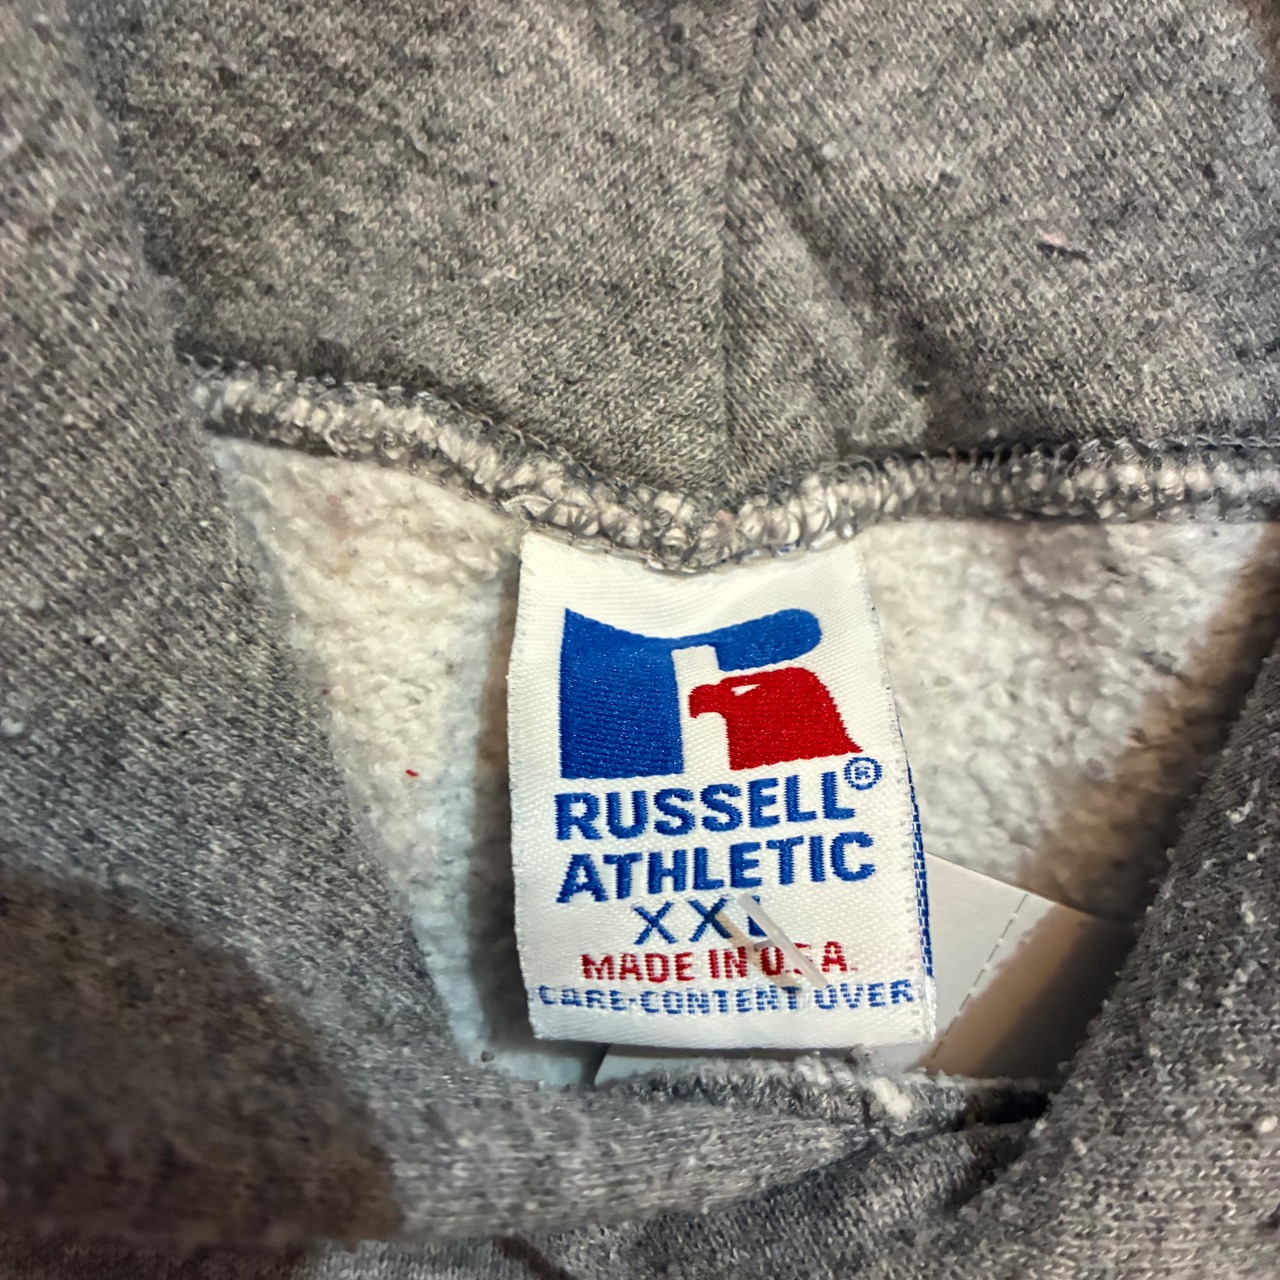 RUSSELL®
ATHLETIC
XXL
MADE IN U.S.A.
CARE-CONTENT OVER